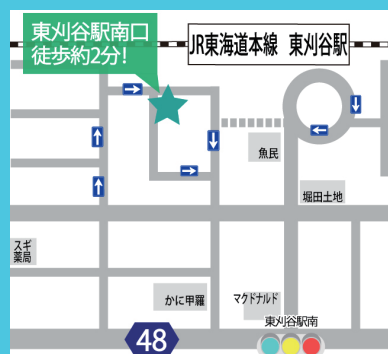 東刈谷駅南口
徒歩約2分!
JR東海道本線 東刈谷駅
魚民
堀田土地
スギ
薬局
かに甲羅
マクドナルド
東刈谷駅南
48